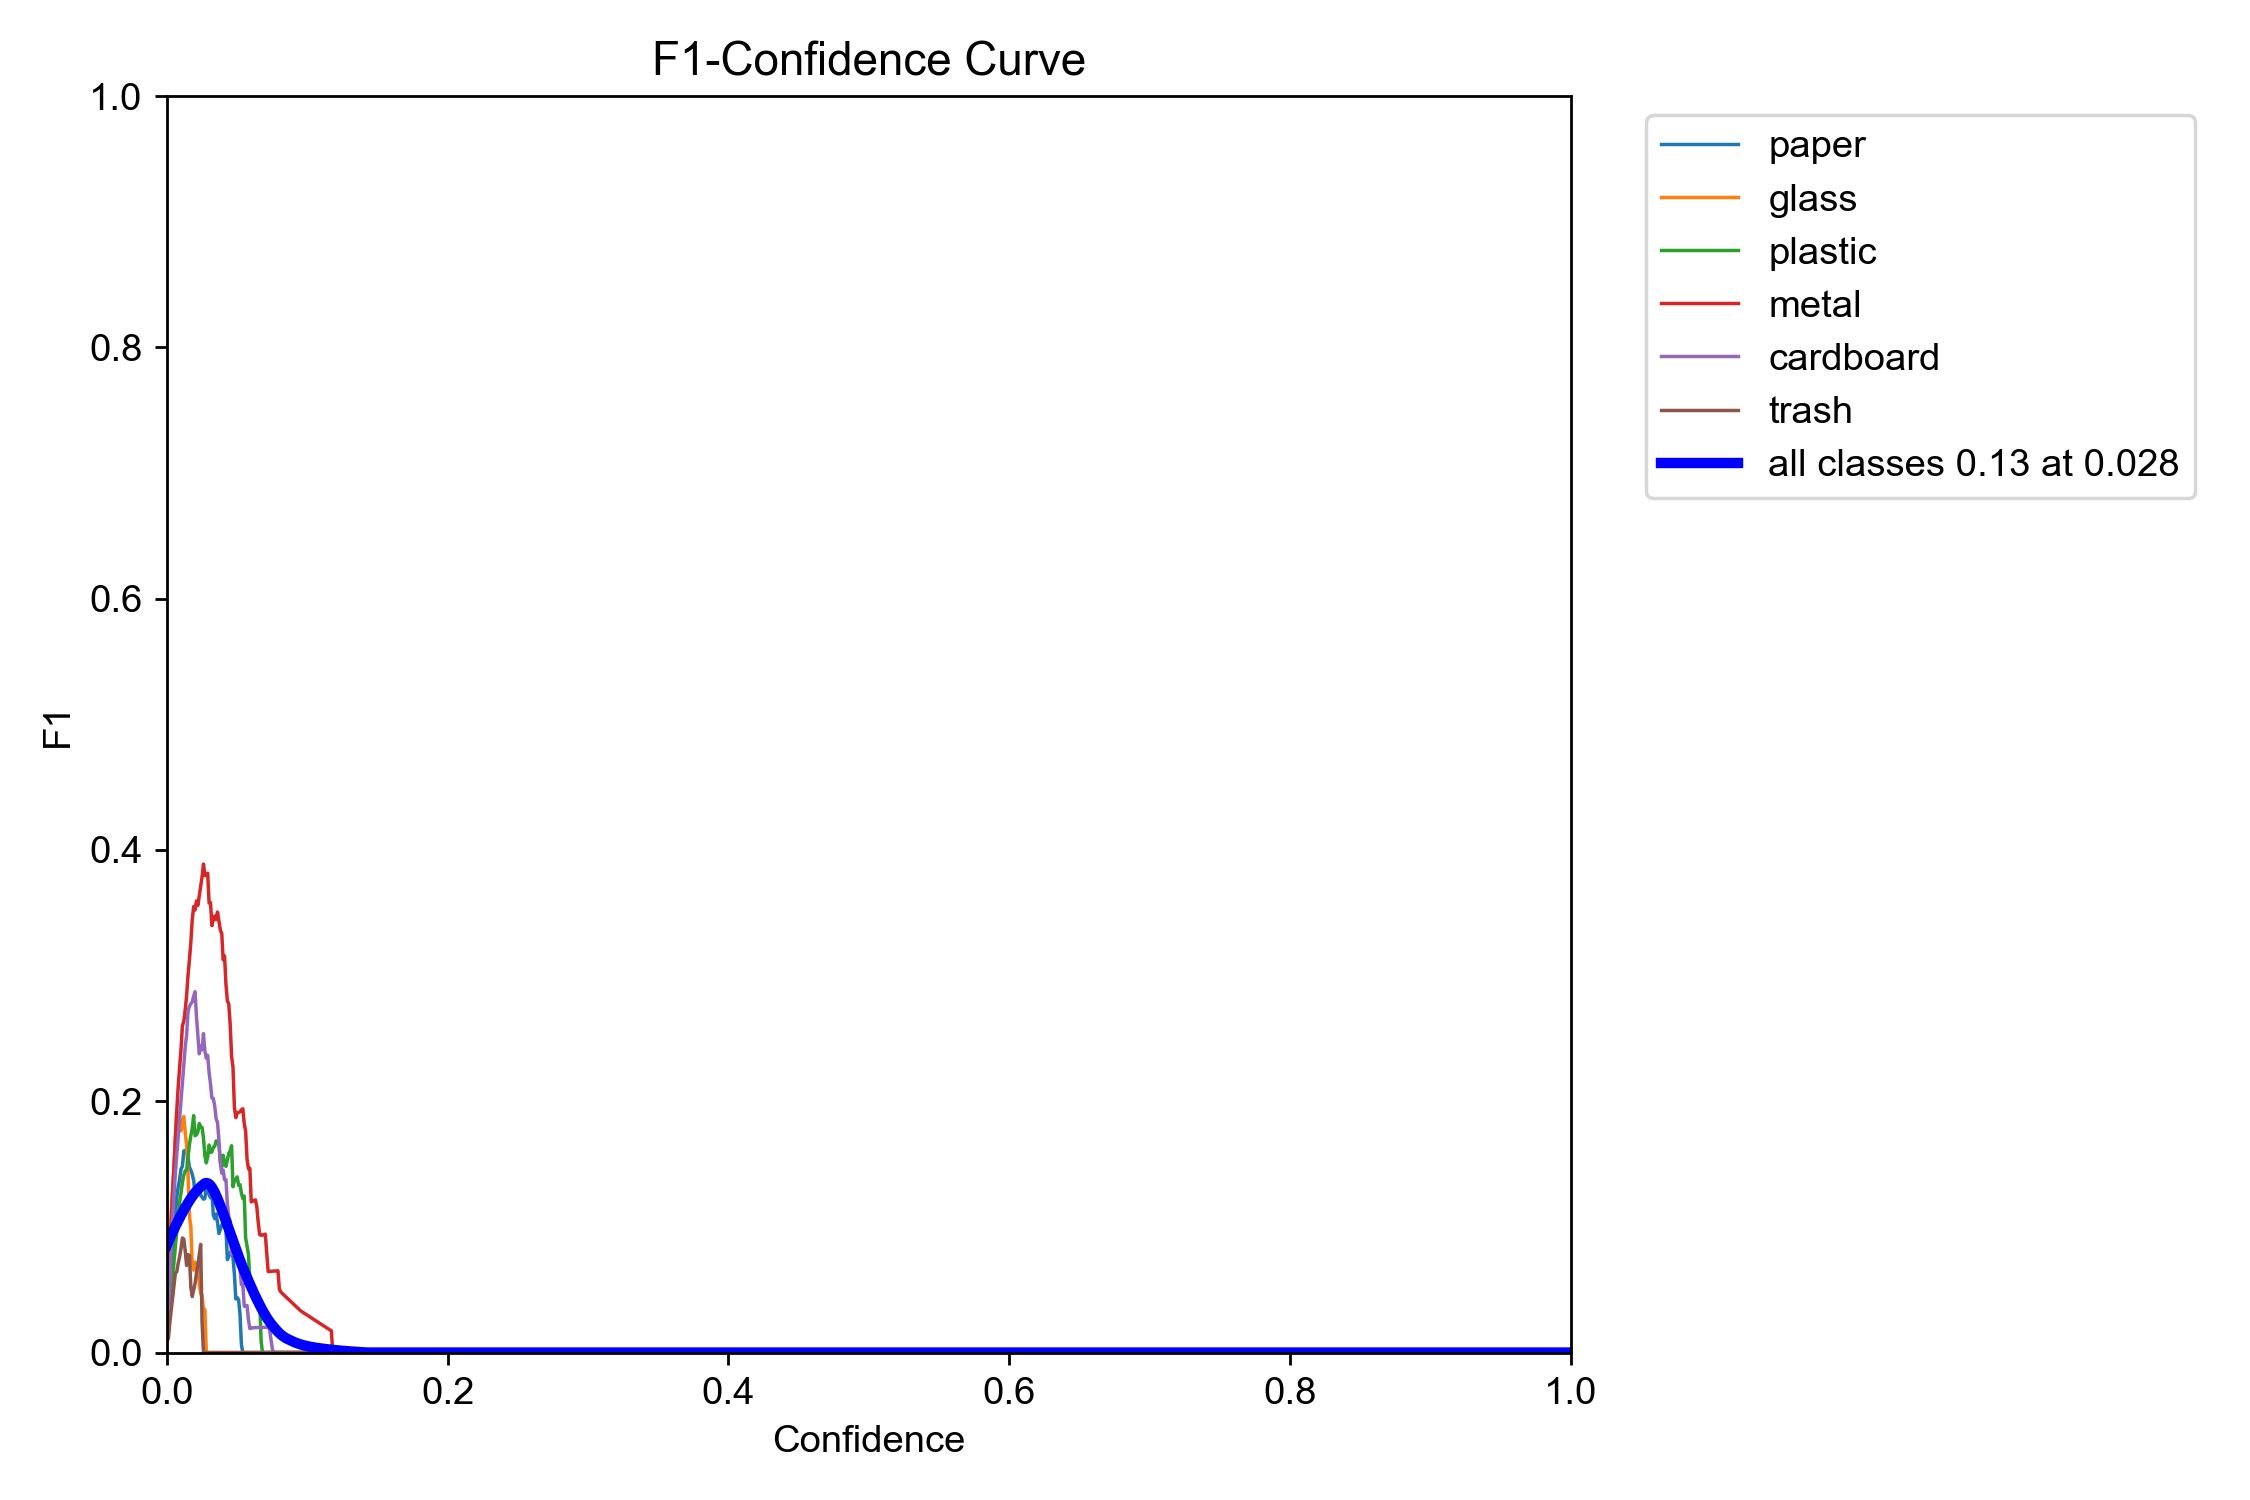 F1-Confidence Curve
1.0
0.8
0.6
0.4
0.2
0.0
F1
0.0 0.2 0.4 0.6 0.8 1.0
Confidence
paper
glass
plastic
metal
cardboard
trash
all classes 0.13 at 0.028